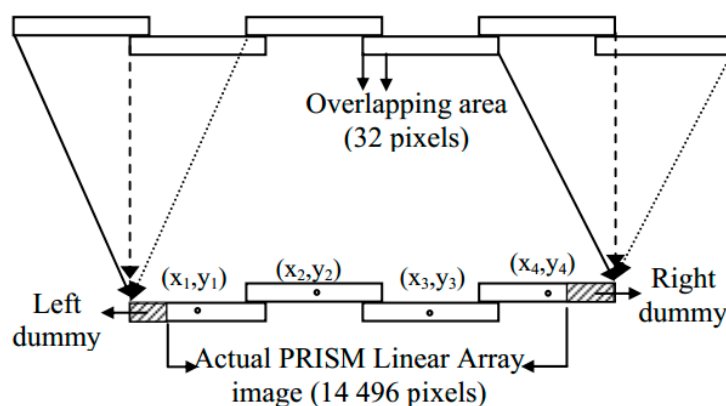 Overlapping area
(32 pixels)
(x₁,y₁)
(x₂,y₂)
(x₃,y₃)
(x₄,y₄)
Left
dummy
Right
dummy
Actual PRISM Linear Array
image (14 496 pixels)